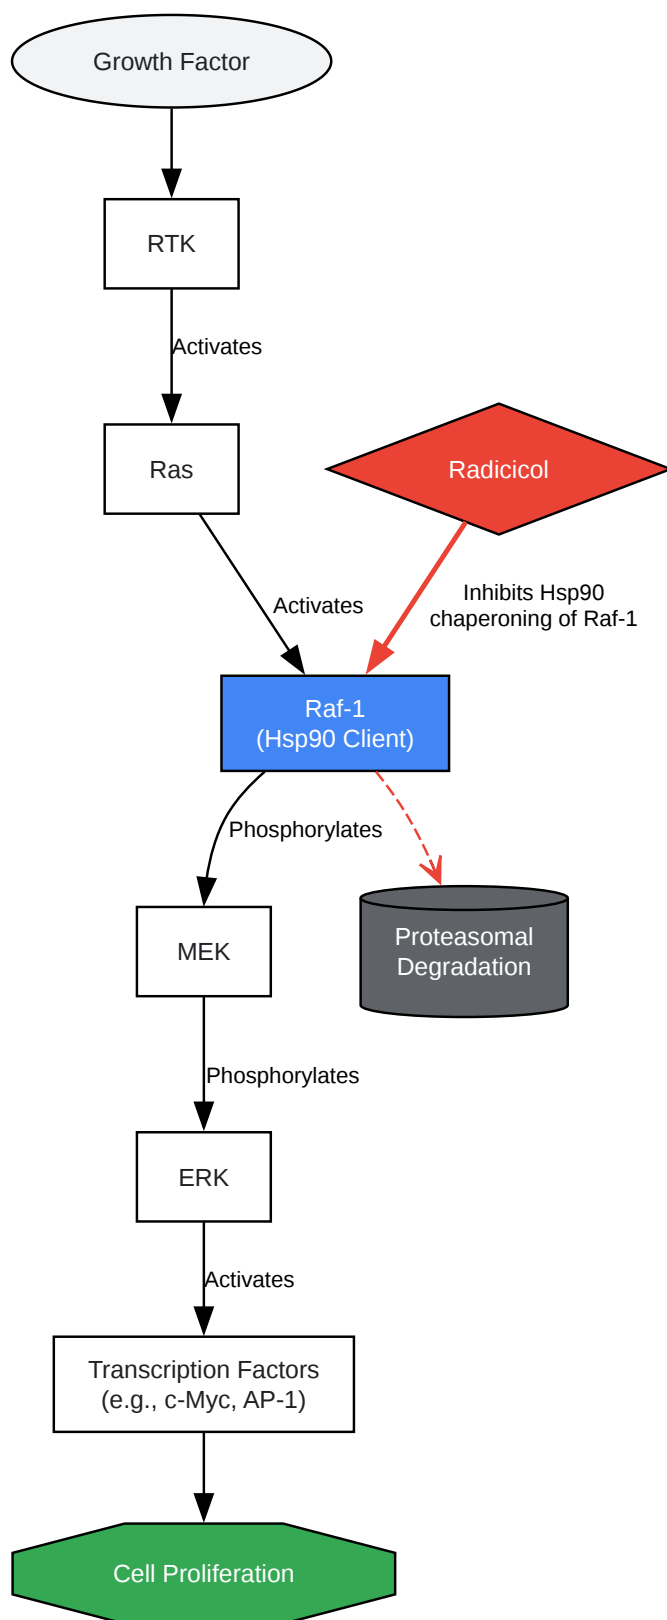 Growth Factor
RTK
Activates
Ras
Radicicol
Activates
Inhibits Hsp90
chaperoning of Raf-1
Raf-1
(Hsp90 Client)
Phosphorylates
Proteasomal
Degradation
MEK
Phosphorylates
ERK
Activates
Transcription Factors
(e.g., c-Myc, AP-1)
Cell Proliferation